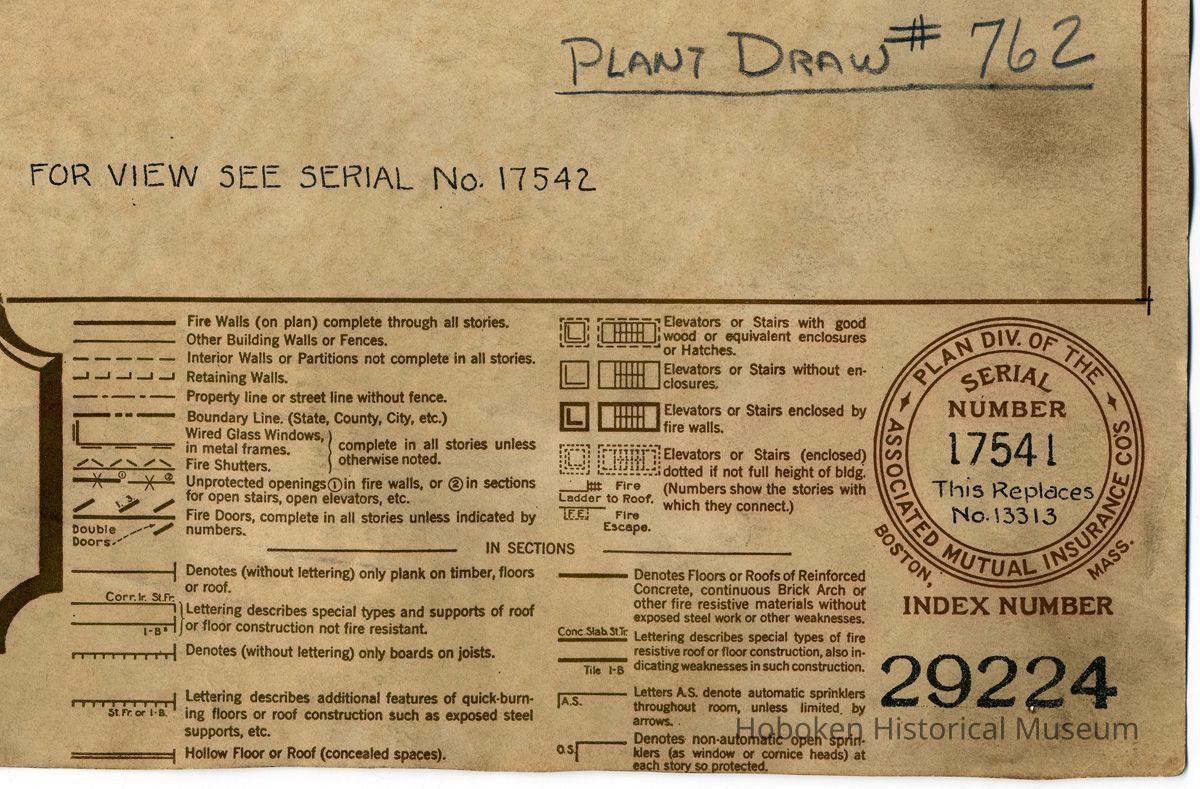 PLANT DRAW # 762
FOR VIEW SEE SERIAL No. 17542
Fire Walls (on plan) complete through all stories.
Other Building Walls or Fences.
Interior Walls or Partitions not complete in all stories.
Retaining Walls.
Property line or street line without fence.
Boundary Line. (State, County, City, etc.)
Wired Glass Windows,
in metal frames.
Fire Shutters.
complete in all stories unless
otherwise noted.
Unprotected openings ① in fire walls, or ② in sections
for open stairs, open elevators, etc.
1,3
Fire Doors, complete in all stories unless indicated by
numbers.
Double
Doors
Elevators or Stairs with good
wood or equivalent enclosures
or Hatches.
Elevators or Stairs without en-
closures.
Elevators or Stairs enclosed by
fire walls.
Elevators or Stairs (enclosed)
dotted if not full height of bldg.
(Numbers show the stories with
which they connect.)
Fire
Ladder to Roof.
F.E.
Fire
Escape.
IN SECTIONS
Denotes (without lettering) only plank on timber, floors
or roof.
Corr. Ir. St. Fr.
Lettering describes special types and supports of roof
or floor construction not fire resistant.
I-B⁸
Denotes (without lettering) only boards on joists.
Lettering describes additional features of quick-burn-
ing floors or roof construction such as exposed steel
supports, etc.
St. Fr. or I-B.
Hollow Floor or Roof (concealed spaces).
Denotes Floors or Roofs of Reinforced
Concrete, continuous Brick Arch or
other fire resistive materials without
exposed steel work or other weaknesses.
Conc. Slab. St. Tr.
Lettering describes special types of fire
resistive roof or floor construction, also in-
dicating weaknesses in such construction.
Tile I-B
A.S.
Letters A.S. denote automatic sprinklers
throughout room, unless limited by
arrows.
O.S.
Denotes non-automatic open sprin-
klers (as window or cornice heads) at
each story so protected.
PLAN DIV. OF THE
ASSOCIATED MUTUAL INSURANCE CO'S.
SERIAL
NUMBER
17541
This Replaces
No. 13313
BOSTON, MASS.
INDEX NUMBER
29224
Hoboken Historical Museum